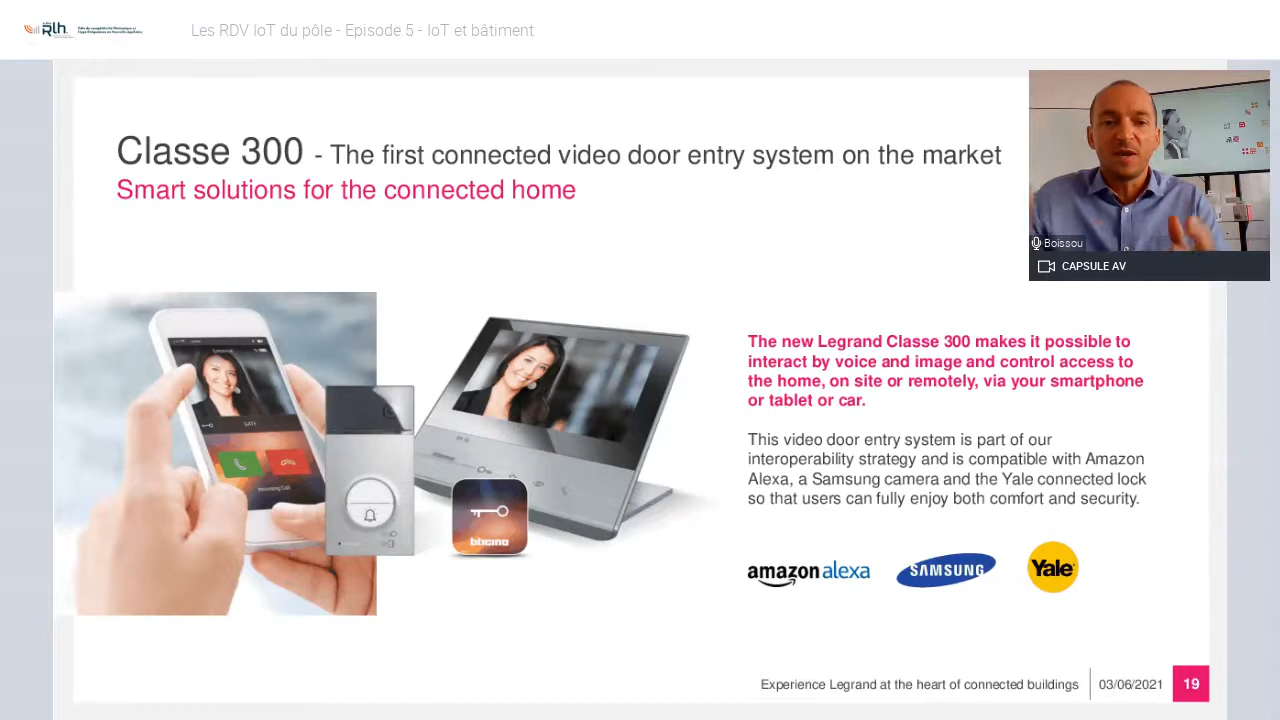 Rlh.
Les RDV IoT du pôle - Episode 5 - IoT et bâtiment
Classe 300 - The first connected video door entry system on the market
Smart solutions for the connected home
Boissou
CAPSULE AV
GATE
Incoming Call
bticino
The new Legrand Classe 300 makes it possible to
interact by voice and image and control access to
the home, on site or remotely, via your smartphone
or tablet or car.
This video door entry system is part of our
interoperability strategy and is compatible with Amazon
Alexa, a Samsung camera and the Yale connected lock
so that users can fully enjoy both comfort and security.
amazon alexa
SAMSUNG
Yale
Experience Legrand at the heart of connected buildings
03/06/2021
19